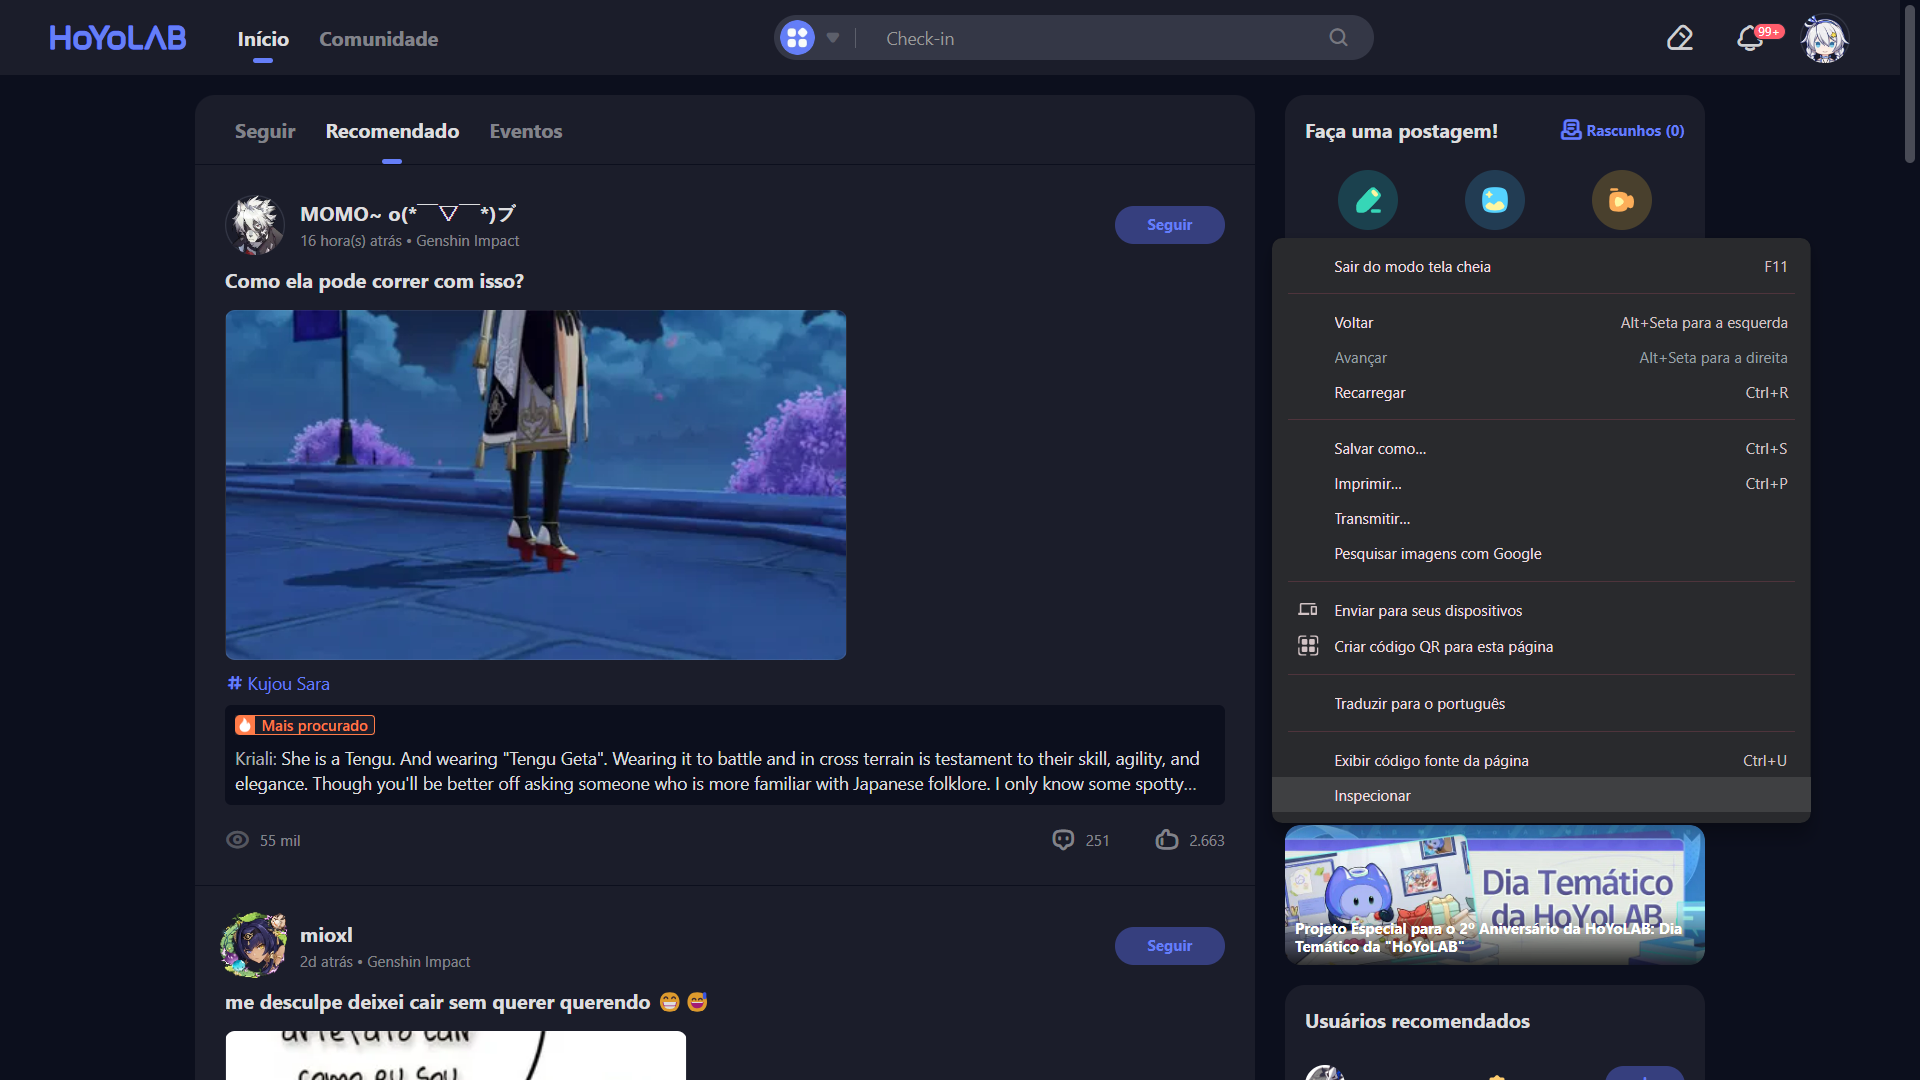 HoYoLAB
Início
Comunidade
Check-in
99+
Seguir
Recomendado
Eventos
MOMO~ o(*￣▽￣*)ブ
16 hora(s) atrás • Genshin Impact
Seguir
Como ela pode correr com isso?
# Kujou Sara
Mais procurado
Kriali: She is a Tengu. And wearing "Tengu Geta". Wearing it to battle and in cross terrain is testament to their skill, agility, and
elegance. Though you'll be better off asking someone who is more familiar with Japanese folklore. I only know some spotty...
55 mil
251
2.663
mioxl
2d atrás • Genshin Impact
Seguir
me desculpe deixei cair sem querer querendo 😁 😅
artefato cair
como eu sou
Faça uma postagem!
Rascunhos (0)
Sair do modo tela cheia F11
Voltar Alt+Seta para a esquerda
Avançar Alt+Seta para a direita
Recarregar Ctrl+R
Salvar como... Ctrl+S
Imprimir... Ctrl+P
Transmitir...
Pesquisar imagens com Google
Enviar para seus dispositivos
Criar código QR para esta página
Traduzir para o português
Exibir código fonte da página Ctrl+U
Inspecionar
Dia Temático
da HoYoLAB
Projeto Especial para o 2º Aniversário da HoYoLAB: Dia
Temático da "HoYoLAB"
Usuários recomendados